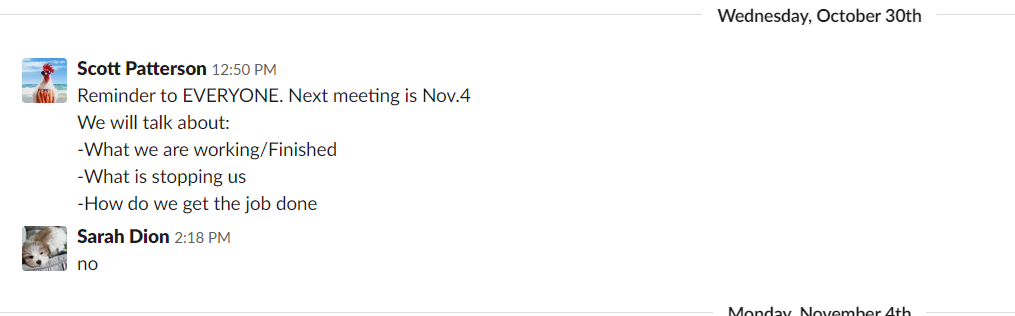 Wednesday, October 30th
Scott Patterson 12:50 PM
Reminder to EVERYONE. Next meeting is Nov.4
We will talk about:
-What we are working/Finished
-What is stopping us
-How do we get the job done
Sarah Dion 2:18 PM
no
Monday, November 4th